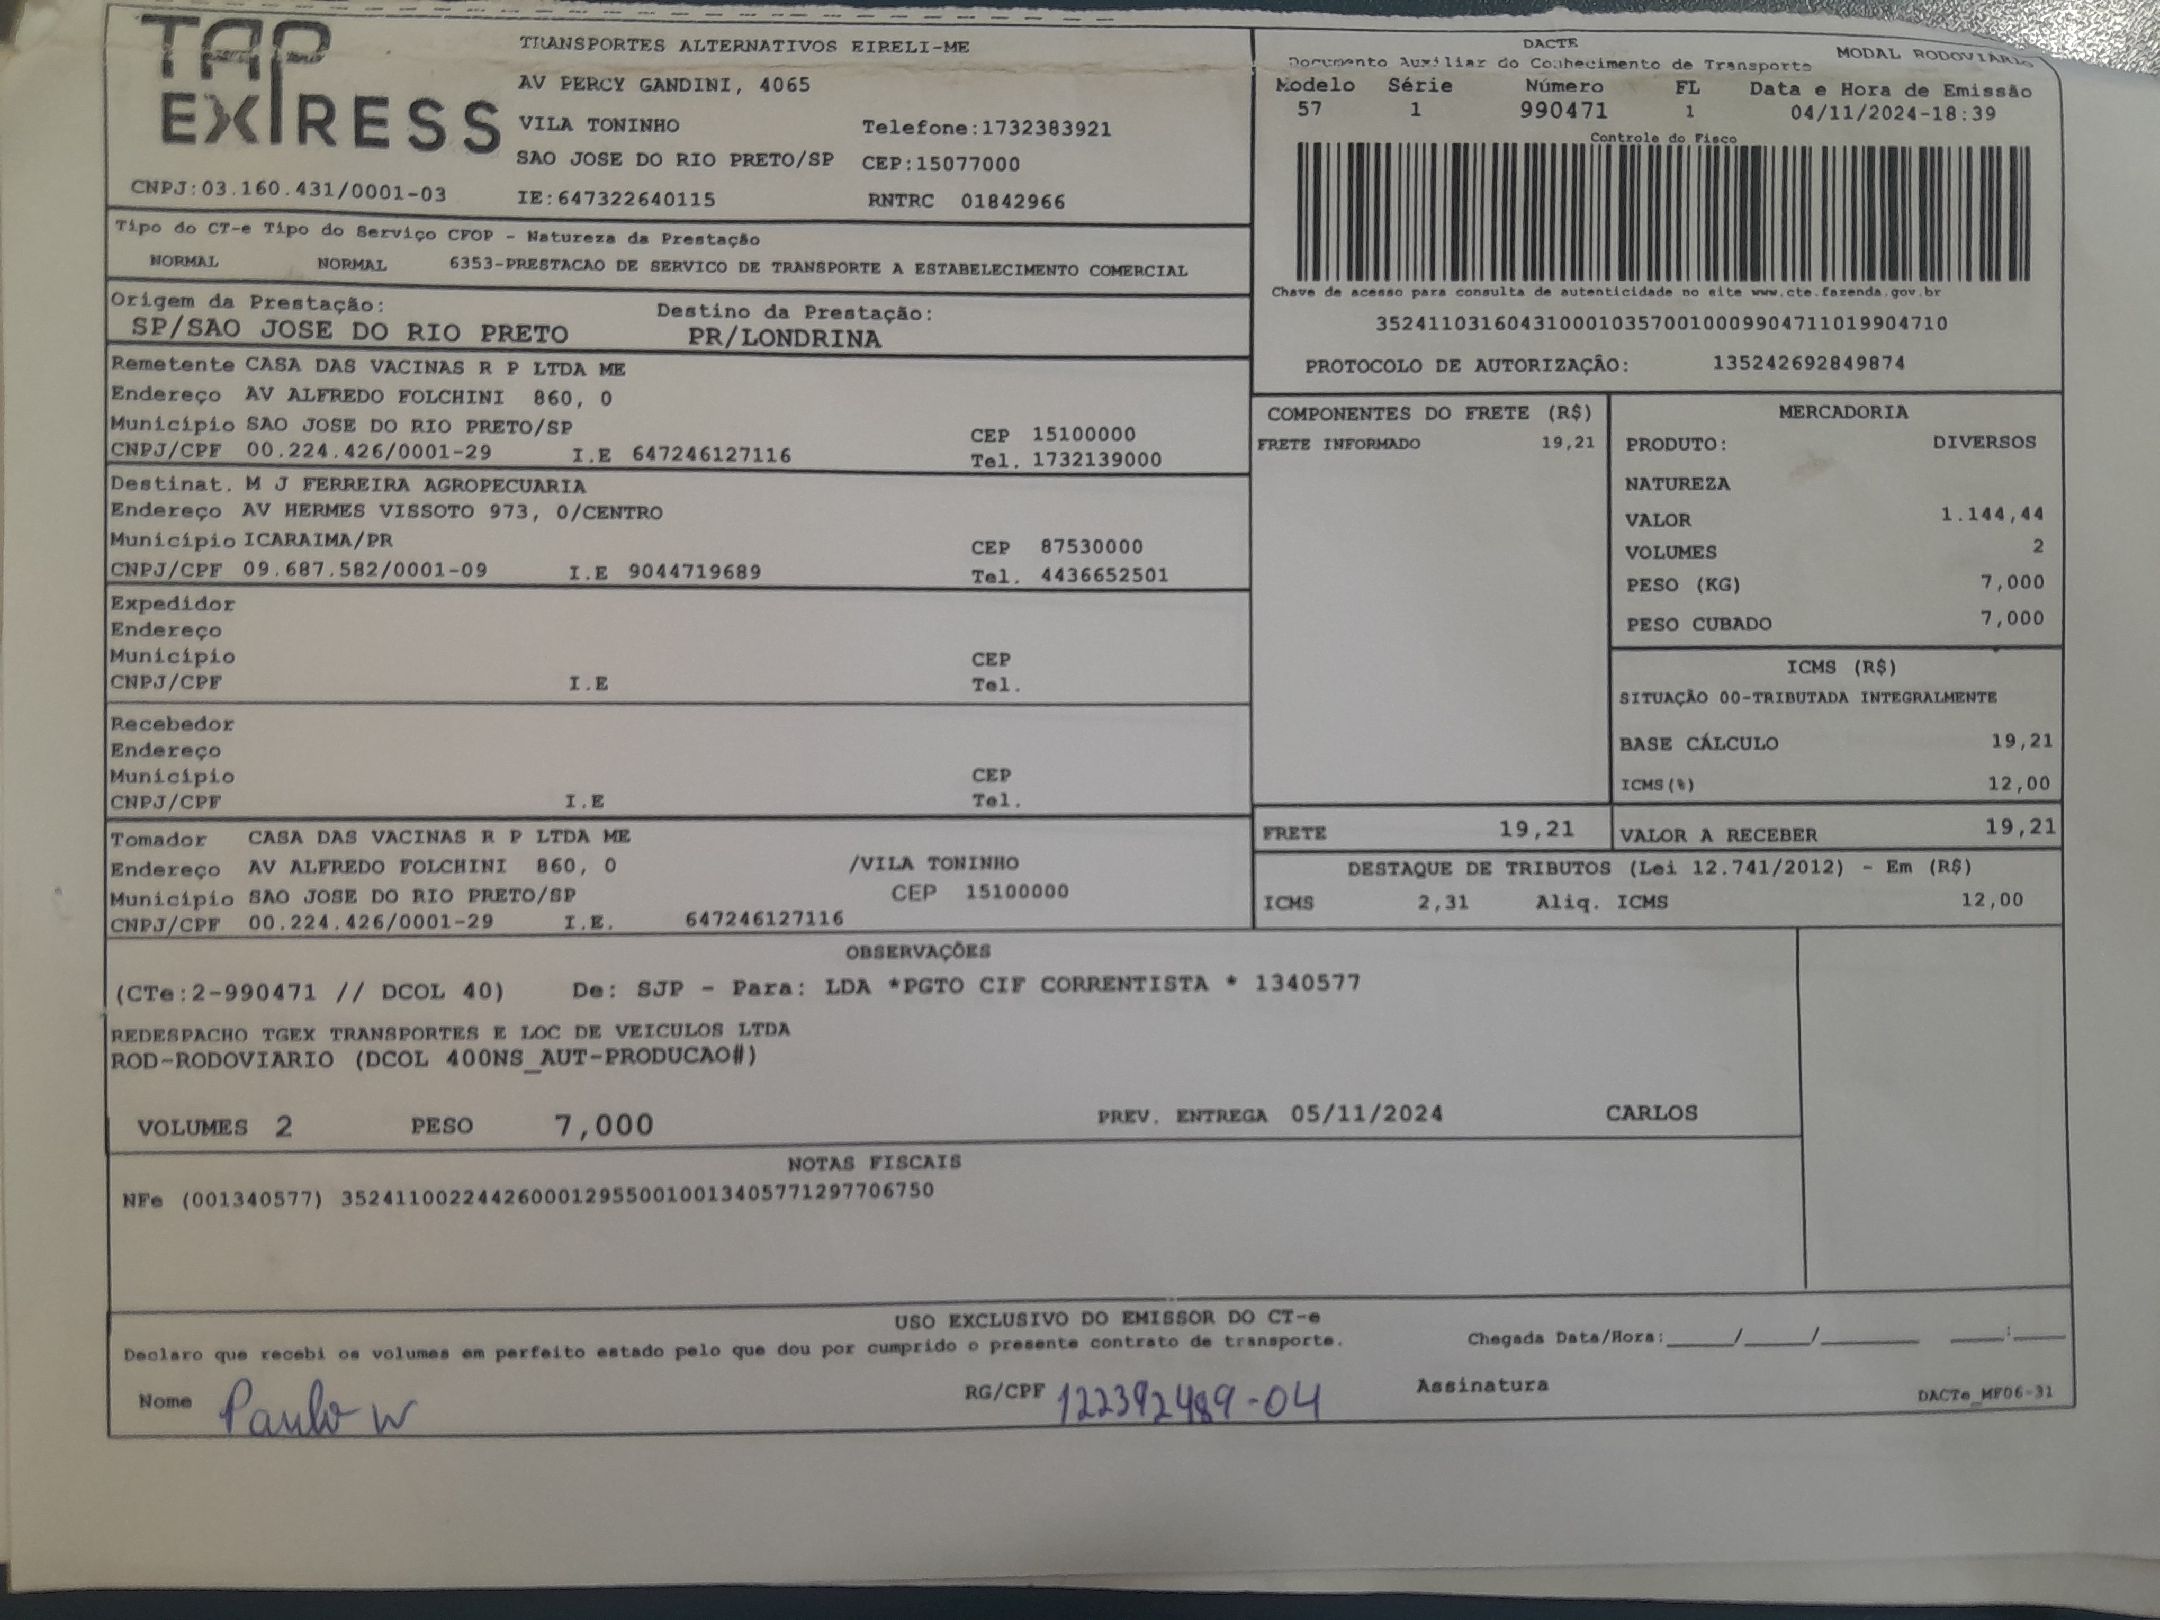 TAP EXPRESS
TRANSPORTES ALTERNATIVOS EIRELI-ME
AV PERCY GANDINI, 4065
VILA TONINHO Telefone:1732383921
SAO JOSE DO RIO PRETO/SP CEP:15077000
CNPJ:03.160.431/0001-03 IE:647322640115 RNTRC 01842966
DACTE
Documento Auxiliar do Conhecimento de Transporte MODAL RODOVIÁRIO
Modelo Série Número FL Data e Hora de Emissão
57 1 990471 1 04/11/2024-18:39
Controle do Fisco
Chave de acesso para consulta de autenticidade no site www.cte.fazenda.gov.br
35241103160431000103570010009904711019904710
PROTOCOLO DE AUTORIZAÇÃO: 135242692849874
Tipo do CT-e Tipo do Serviço CFOP - Natureza da Prestação
NORMAL NORMAL 6353-PRESTACAO DE SERVICO DE TRANSPORTE A ESTABELECIMENTO COMERCIAL
Origem da Prestação: Destino da Prestação:
SP/SAO JOSE DO RIO PRETO PR/LONDRINA
Remetente CASA DAS VACINAS R P LTDA ME
Endereço AV ALFREDO FOLCHINI 860, 0
Município SAO JOSE DO RIO PRETO/SP CEP 15100000
CNPJ/CPF 00.224.426/0001-29 I.E 647246127116 Tel. 1732139000
Destinat. M J FERREIRA AGROPECUARIA
Endereço AV HERMES VISSOTO 973, 0/CENTRO
Município ICARAIMA/PR CEP 87530000
CNPJ/CPF 09.687.582/0001-09 I.E 9044719689 Tel. 4436652501
Expedidor
Endereço
Município CEP
CNPJ/CPF I.E Tel.
Recebedor
Endereço
Município CEP
CNPJ/CPF I.E Tel.
Tomador CASA DAS VACINAS R P LTDA ME
Endereço AV ALFREDO FOLCHINI 860, 0 /VILA TONINHO
Município SAO JOSE DO RIO PRETO/SP CEP 15100000
CNPJ/CPF 00.224.426/0001-29 I.E. 647246127116
COMPONENTES DO FRETE (R$)
FRETE INFORMADO 19,21
MERCADORIA
PRODUTO: DIVERSOS
NATUREZA
VALOR 1.144,44
VOLUMES 2
PESO (KG) 7,000
PESO CUBADO 7,000
ICMS (R$)
SITUAÇÃO 00-TRIBUTADA INTEGRALMENTE
BASE CÁLCULO 19,21
ICMS(%) 12,00
FRETE 19,21 VALOR A RECEBER 19,21
DESTAQUE DE TRIBUTOS (Lei 12.741/2012) - Em (R$)
ICMS 2,31 Aliq. ICMS 12,00
OBSERVAÇÕES
(CTe:2-990471 // DCOL 40) De: SJP - Para: LDA *PGTO CIF CORRENTISTA * 1340577
REDESPACHO TGEX TRANSPORTES E LOC DE VEICULOS LTDA
ROD-RODOVIARIO (DCOL 400NS_AUT-PRODUCAO#)
VOLUMES 2 PESO 7,000 PREV. ENTREGA 05/11/2024 CARLOS
NOTAS FISCAIS
NFe (001340577) 35241100224426000129550010013405771297706750
USO EXCLUSIVO DO EMISSOR DO CT-e
Declaro que recebi os volumes em perfeito estado pelo que dou por cumprido o presente contrato de transporte. Chegada Data/Hora:____/____/______ ___:___
Nome Paulo W RG/CPF 122392489-04 Assinatura DACTe_MF06-31